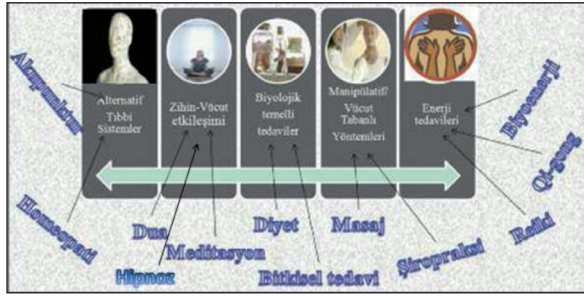 Akupunktur
Alternatif
Tıbbi
Sistemler
Zihin-Vücut
etkileşimi
Biyolojik
temelli
tedaviler
Manipülatif/
Vücut
Tabanlı
Yöntemleri
Enerji
tedavileri
Biyoenerji
Qi-gong
Homeopati
Dua
Meditasyon
Hipnoz
Diyet
Bitkisel tedavi
Masaj
Şiropraksi
Reiki